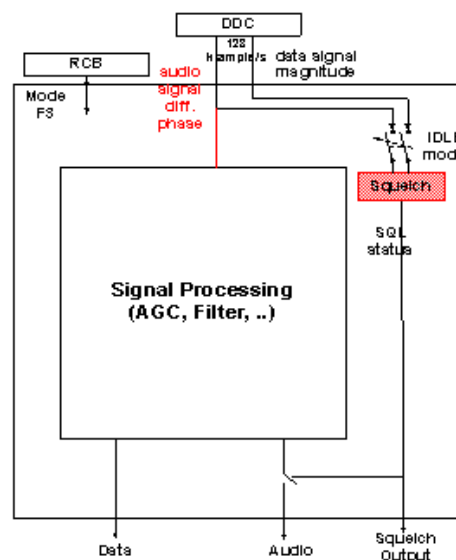 DDC
128
ksample/s
data signal
magnitude
RCB
audio
signal
diff.
phase
Mode
F3
IDLE
mode
Squelch
SQL
status
Signal Processing
(AGC, Filter, ..)
Data
Audio
Squelch
Output